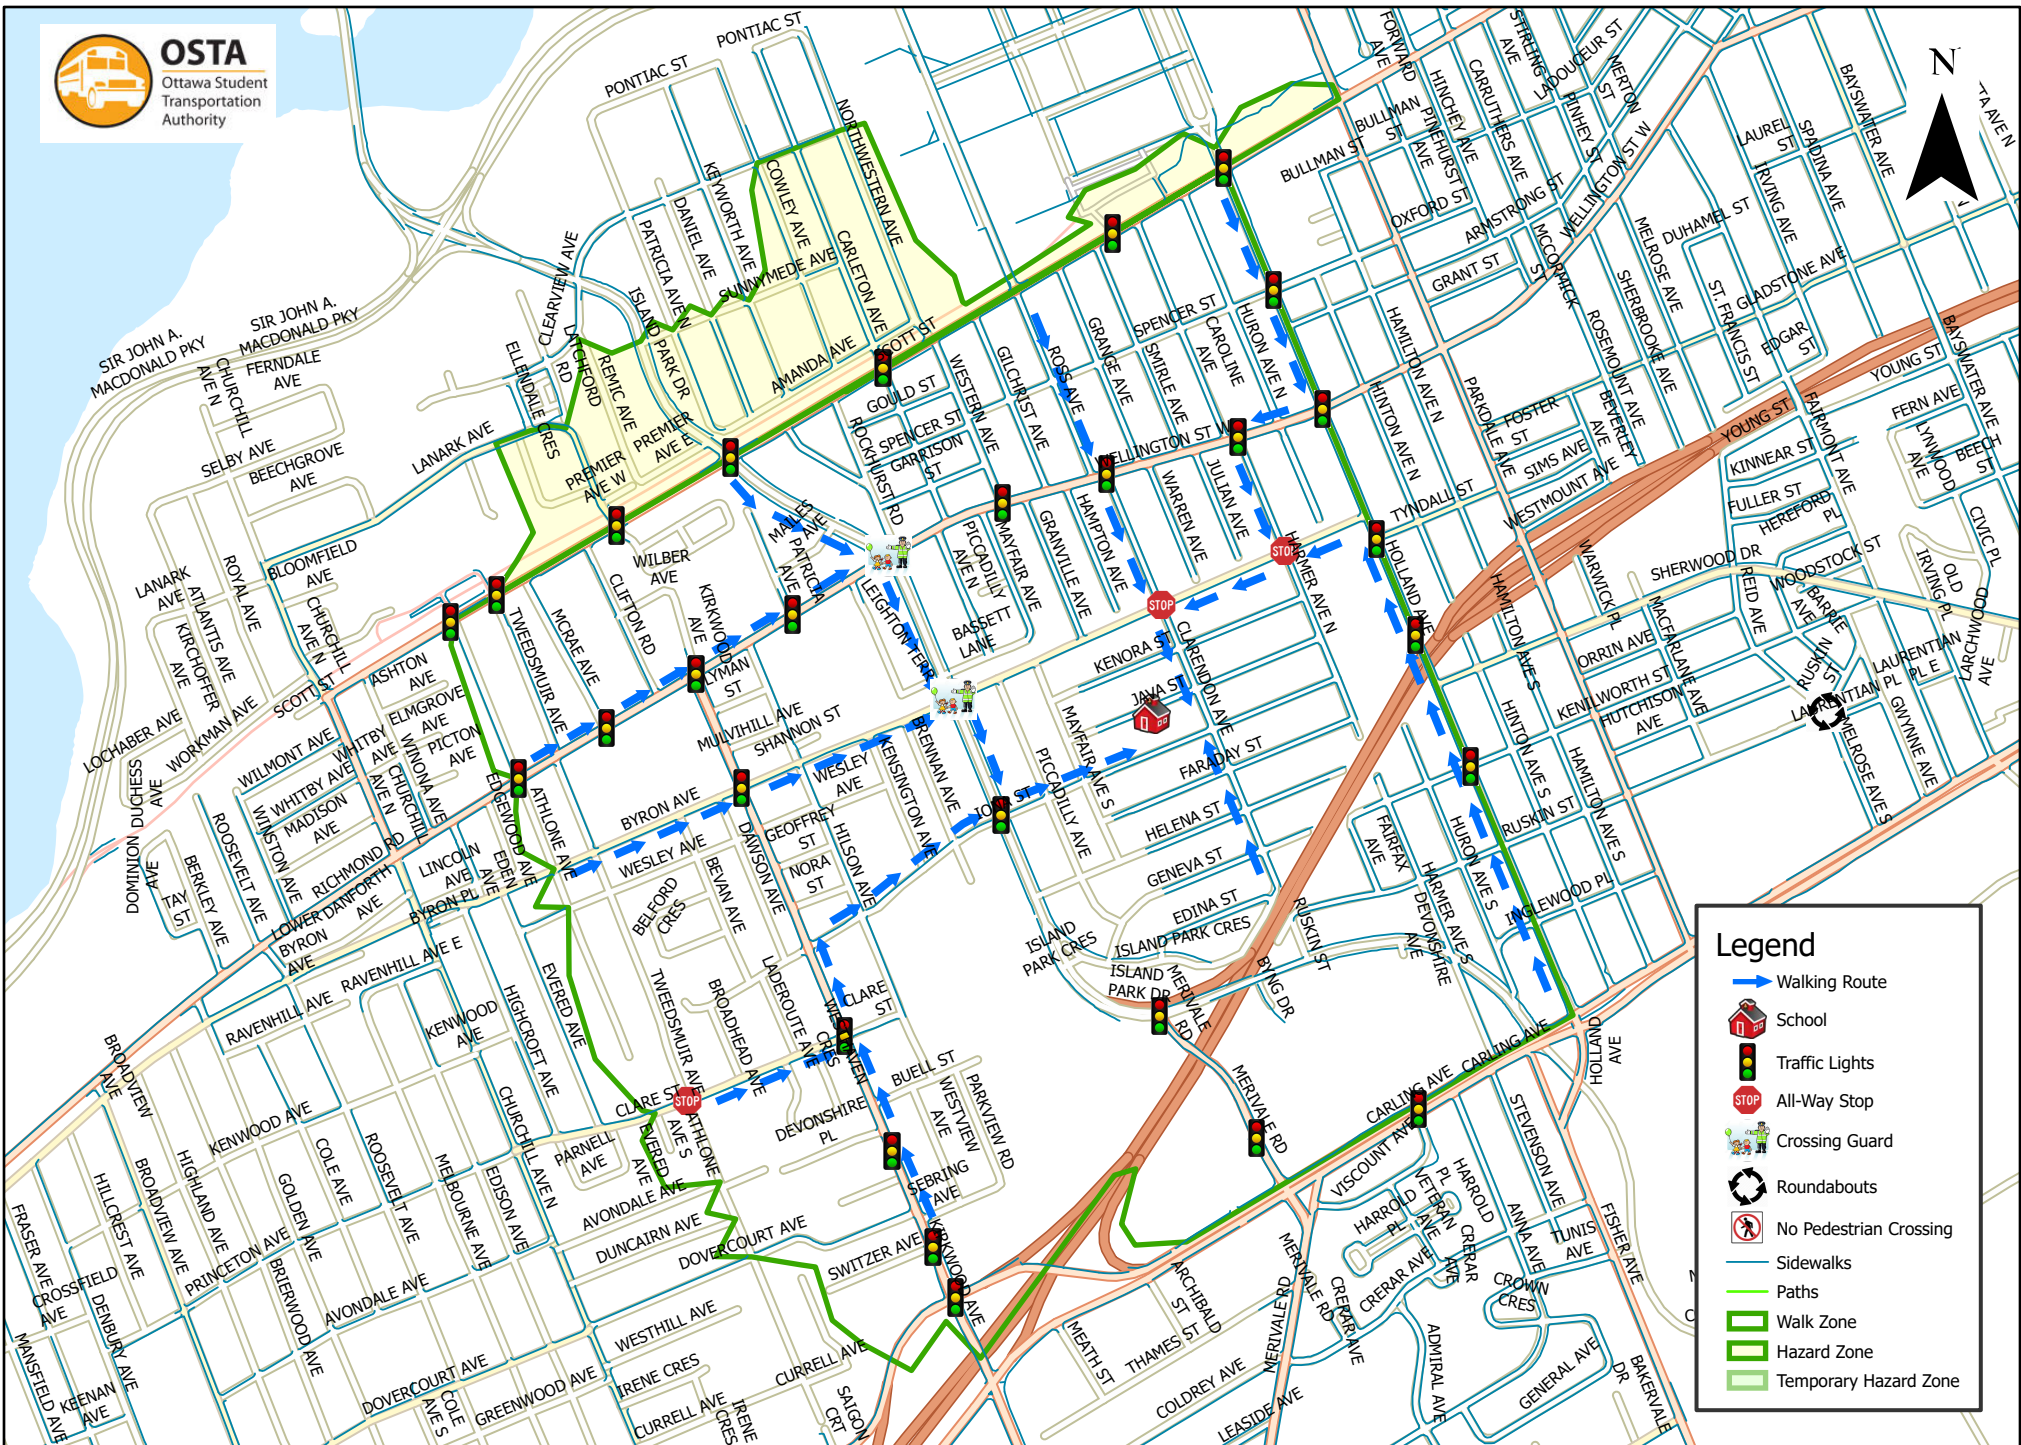 OSTA
Ottawa Student
Transportation
Authority
N
PONTIAC ST
PONTIAC ST
NORTHWESTERN AVE
COWLEY AVE
KEYWORTH AVE
DANIEL AVE
PATRICIA AVE N
CARLETON AVE
SUNNYMEDE AVE
ISLAND PARK DR
CLEARVIEW AVE
LATCHFORD
RD
REMIC AVE
ELLENDALE CRES
PREMIER
AVE E
PREMIER
AVE W
AMANDA AVE
SCOTT ST
SIR JOHN A.
MACDONALD PKY
SIR JOHN A.
MACDONALD PKY
FERNDALE
AVE
CHURCHILL
AVE N
SELBY AVE
BEECHGROVE
AVE
LANARK AVE
BLOOMFIELD
AVE
ROYAL AVE
LANARK
AVE
ATLANTIS AVE
KIRCHOFFER
AVE
CHURCHILL
AVE N
LOCHABER AVE
WORKMAN AVE
SCOTT ST
ASHTON
AVE
ELMGROVE
AVE
PICTON
AVE
WHITBY
AVE
WINONA AVE
WILMONT AVE
WHITBY AVE
MADISON
AVE
CHURCHILL
AVE N
DUCHESS
AVE
DOMINION
AVE
WINSTON AVE
ROOSEVELT AVE
BERKLEY AVE
TAY
ST
RICHMOND RD
LOWER
BYRON
AVE
DANFORTH
AVE
LINCOLN
AVE
EDEN
AVE
BYRON PL
EDGEWOOD AVE
ATHLONE AVE
TWEEDSMUIR AVE
MCRAE AVE
CLIFTON RD
WILBER
AVE
KIRKWOOD
AVE
LYMAN
ST
MAILES
AVE
PATRICIA
AVE
LEIGHTON TERR
MULVIHILL AVE
SHANNON ST
WESLEY
AVE
BYRON AVE
WESLEY AVE
GEOFFREY
ST
NORA
ST
HILSON AVE
KENSINGTON AVE
BRENNAN AVE
DAWSON AVE
BEVAN AVE
BELFORD
CRES
IONA ST
GOULD ST
SPENCER ST
GARRISON
ST
ROCKHURST RD
WESTERN AVE
GILCHRIST AVE
ROSS AVE
GRANGE AVE
SPENCER ST
SMIRLE AVE
CAROLINE
AVE
HURON AVE N
WELLINGTON ST W
PICCADILLY
AVE N
MAYFAIR AVE
GRANVILLE AVE
HAMPTON AVE
WARREN AVE
JULIAN AVE
HARMER AVE N
BASSETT
LANE
KENORA ST
JAVA ST
CLARENDON AVE
FARADAY ST
MAYFAIR AVE S
PICCADILLY AVE
HELENA ST
GENEVA ST
EDINA ST
ISLAND PARK CRES
ISLAND
PARK CRES
ISLAND
PARK DR
MERIVALE
RD
BYNG DR
RUSKIN ST
FAIRFAX
AVE
HARMER AVE S
DEVONSHIRE
AVE
HURON AVE S
RUSKIN ST
INGLEWOOD PL
HINTON AVE S
HAMILTON AVE S
HAMILTON AVE S
HOLLAND AVE
HINTON AVE N
HAMILTON AVE N
PARKDALE AVE
TYNDALL ST
WESTMOUNT AVE
SIMS AVE
FOSTER
ST
BEVERLEY
AVE
ROSEMOUNT AVE
SHERBROOKE AVE
MELROSE AVE
MCCORMICK
ST
GRANT ST
ARMSTRONG ST
OXFORD ST
BULLMAN ST
BULLMAN
ST
PINEHURST
AVE
HINCHEY AVE
CARRUTHERS AVE
FORWARD
AVE
STIRLING
AVE
LADOUCEUR ST
MERTON
ST
PINHEY ST
WELLINGTON ST W
LAUREL
ST
SPADINA AVE
IRVING AVE
BAYSWATER AVE
DUHAMEL ST
GLADSTONE AVE
ST. FRANCIS ST
EDGAR
ST
YOUNG ST
YOUNG ST
FAIRMONT AVE
BAYSWATER AVE
FERN AVE
LYNWOOD
AVE
BEECH
ST
KINNEAR ST
FULLER ST
HEREFORD
PL
CIVIC PL
OLD
IRVING PL
WOODSTOCK ST
SHERWOOD DR
REID AVE
BARRIE
AVE
RUSKIN
ST
LAURENTIAN
PL E
LAURENTIAN PL
LARCHWOOD
AVE
GWYNNE AVE
MELROSE AVE S
WARWICK PL
MACFARLANE AVE
ORRIN AVE
KENILWORTH ST
HUTCHISON
AVE
TA AVE N
BROADVIEW
AVE
RAVENHILL AVE
RAVENHILL AVE E
KENWOOD
AVE
HIGHCROFT AVE
EVERED AVE
CHURCHILL AVE N
KENWOOD AVE
COLE AVE
ROOSEVELT AVE
MELBOURNE AVE
EDISON AVE
GOLDEN AVE
HIGHLAND AVE
BROADVIEW AVE
HILLCREST AVE
FRASER AVE
CROSSFIELD
AVE
PRINCETON AVE
BRIERWOOD AVE
DENBURY AVE
MANSFIELD AVE
KEENAN
AVE
AVONDALE AVE
DOVERCOURT AVE
COLE
AVE S
GREENWOOD AVE
WESTHILL AVE
IRENE CRES
CURRELL AVE
IRENE
CRES
CURRELL AVE
SAIGON
CRT
SWITZER AVE
DOVERCOURT AVE
DUNCAIRN AVE
AVONDALE AVE
PARNELL
AVE
EVERED
AVE
ATHLONE
AVE S
CLARE ST
TWEEDSMUIR AVE
BROADHEAD AVE
LADEROUTE AVE
WESTHAVEN
CRES
CLARE
ST
BUELL ST
DEVONSHIRE
PL
WESTVIEW
AVE
PARKVIEW RD
SEBRING
AVE
KIRKWOOD AVE
MERIVALE RD
CARLING AVE
CARLING AVE
VISCOUNT AVE
HOLLAND
AVE
STEVENSON AVE
HARROLD
PL
HARROLD
PL
VETERAN
AVE
CRERAR
AVE
CRERAR AVE
CRERAR AVE
ANNA AVE
TUNIS
AVE
FISHER AVE
CROWN
CRES
ADMIRAL AVE
GENERAL AVE
BAKERVALE
DR
MERIVALE RD
MERIVALE RD
ARCHIBALD
ST
THAMES ST
MEATH ST
COLDREY AVE
LEASIDE AVE
STOP
STOP
STOP
Legend
Walking Route
School
Traffic Lights
STOP
All-Way Stop
Crossing Guard
Roundabouts
No Pedestrian Crossing
Sidewalks
Paths
Walk Zone
Hazard Zone
Temporary Hazard Zone